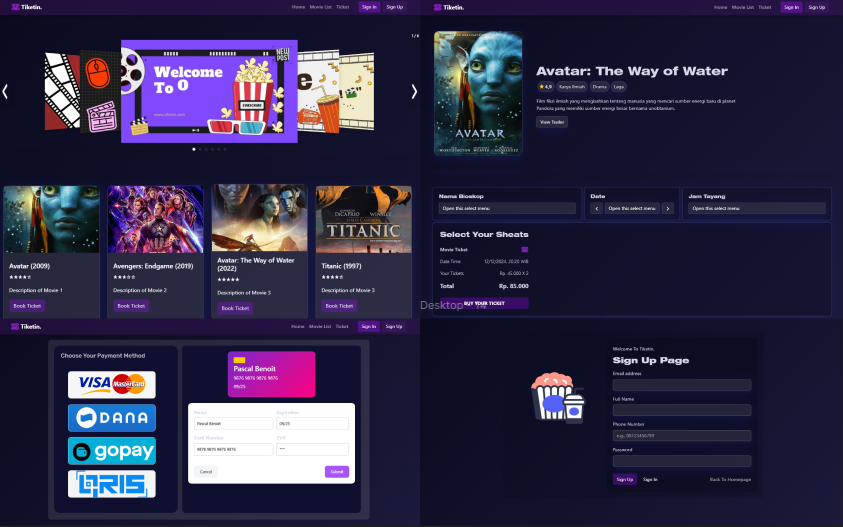 Tiketin.
Home Movie List Ticket Sign In Sign Up
1 / 6
NEW POST
Welcome
To O
SUBSCRIBE
Avatar (2009)
Description of Movie 1
Book Ticket
Avengers: Endgame (2019)
Description of Movie 2
Book Ticket
Avatar: The Way of Water (2022)
Description of Movie 3
Book Ticket
TITANIC
Titanic (1997)
Description of Movie 3
Book Ticket
Tiketin.
Home Movie List Ticket Sign In Sign Up
AVATAR
Avatar: The Way of Water
4,9 Karya Ilmiah Drama Laga
Film fiksi ilmiah yang mengisahkan tentang manusia yang mencari sumber energi baru di planet
Pandora yang memiliki sumber energi besar bernama unobtanium.
Nama Bioskop
Open this select menu
Date
Open this select menu
Jam Tayang
Open this select menu
Select Your Sheats
Movie Ticket
Date Time 12/12/2024, 20.20 WIB
Your Tickets Rp. 45.000 X 2
Total Rp. 85.000
BUY YOUR TICKET
Desktop - 14
Tiketin.
Home Movie List Ticket Sign In Sign Up
Choose Your Payment Method
VISA MasterCard
DANA
gopay
QRIS
Pascal Benoit
9876 9876 9876 9876
09/25
Name Expiration
Pascal Benoit 09/25
Card Number CVV
9876 9876 9876 9876 ***
Cancel Submit
Welcome To Tiketin.
Sign Up Page
Email address
Full Name
Phone Number
e.g. 08123456789
Password
Sign Up Sign In Back To Homepage